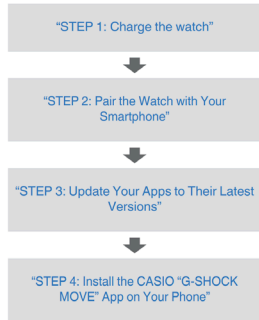 “STEP 1: Charge the watch”
“STEP 2: Pair the Watch with Your
Smartphone”
“STEP 3: Update Your Apps to Their Latest
Versions”
“STEP 4: Install the CASIO “G-SHOCK
MOVE” App on Your Phone”